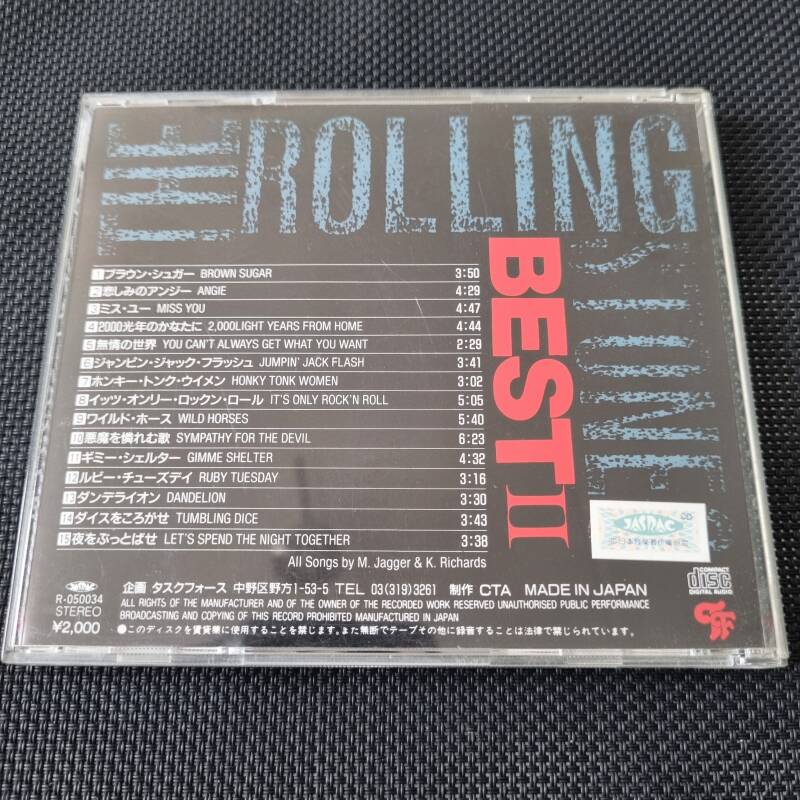 THE ROLLING
STONES
BEST II
1 ブラウン・シュガー BROWN SUGAR 3:50
2 悲しみのアンジー ANGIE 4:29
3 ミス・ユー MISS YOU 4:47
4 2000光年のかなたに 2,000LIGHT YEARS FROM HOME 4:44
5 無情の世界 YOU CAN'T ALWAYS GET WHAT YOU WANT 2:29
6 ジャンピン・ジャック・フラッシュ JUMPIN' JACK FLASH 3:41
7 ホンキー・トンク・ウイメン HONKY TONK WOMEN 3:02
8 イッツ・オンリー・ロックン・ロール IT'S ONLY ROCK'N ROLL 5:05
9 ワイルド・ホース WILD HORSES 5:40
10 悪魔を憐れむ歌 SYMPATHY FOR THE DEVIL 6:23
11 ギミー・シェルター GIMME SHELTER 4:32
12 ルビー・チューズデイ RUBY TUESDAY 3:16
13 ダンデライオン DANDELION 3:30
14 ダイスをころがせ TUMBLING DICE 3:43
15 夜をぶっとばせ LET'S SPEND THE NIGHT TOGETHER 3:38
All Songs by M. Jagger & K. Richards
JASRAC
CD
COMPACT
disc
DIGITAL AUDIO
R-050034
STEREO
¥2,000
企画 タスクフォース 中野区野方1-53-5 TEL 03(319)3261 制作 CTA MADE IN JAPAN
ALL RIGHTS OF THE MANUFACTURER AND OF THE OWNER OF THE RECORDED WORK RESERVED UNAUTHORISED PUBLIC PERFORMANCE
BROADCASTING AND COPYING OF THIS RECORD PROHIBITED MANUFACTURED IN JAPAN
●このディスクを賃貸業に使用することを禁じます。また無断でテープその他に録音することは法律で禁じられています。